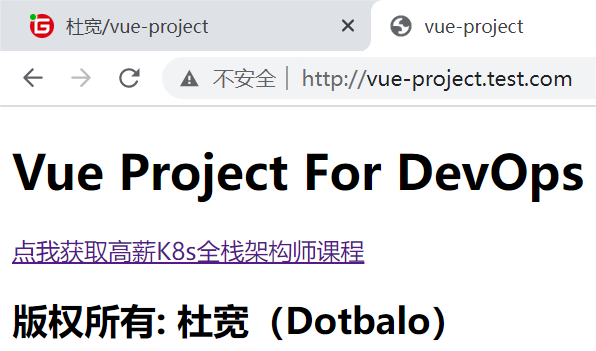 杜宽/vue-project
vue-project
不安全 http://vue-project.test.com
Vue Project For DevOps
点我获取高薪K8s全栈架构师课程
版权所有: 杜宽（Dotbalo）